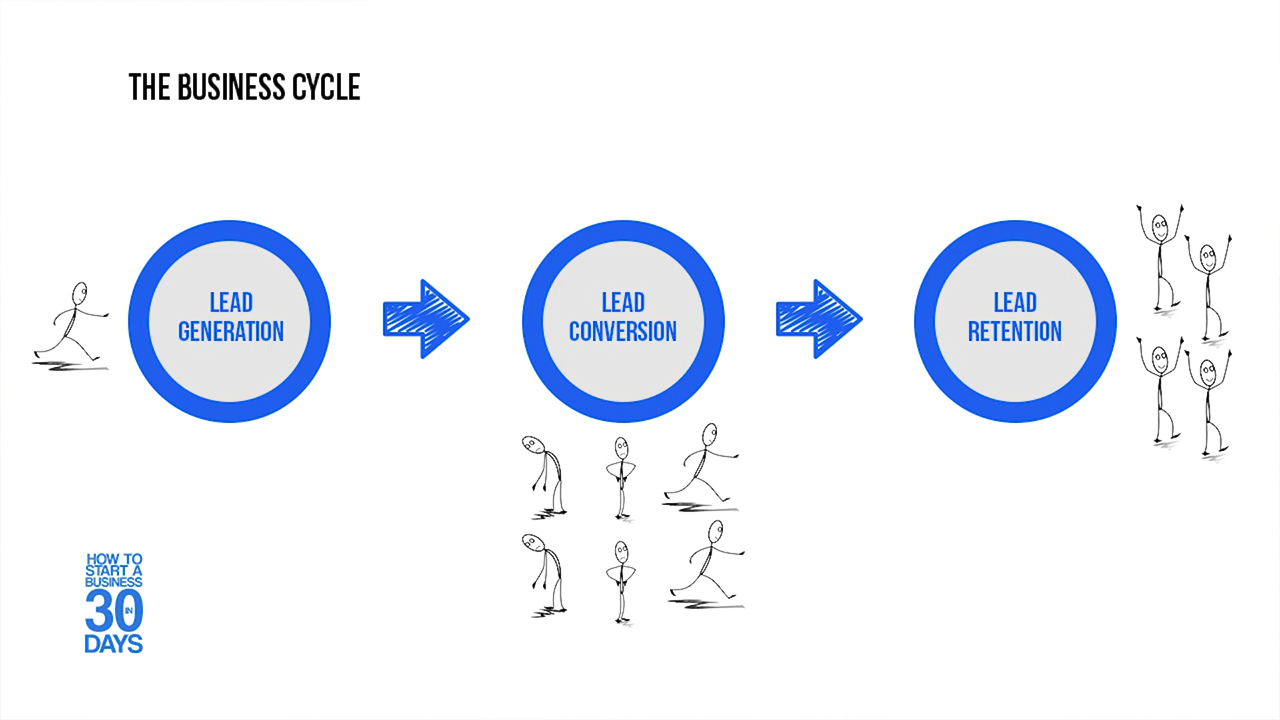 THE BUSINESS CYCLE
LEAD
GENERATION
LEAD
CONVERSION
LEAD
RETENTION
HOW TO
START A
BUSINESS
30 IN
DAYS